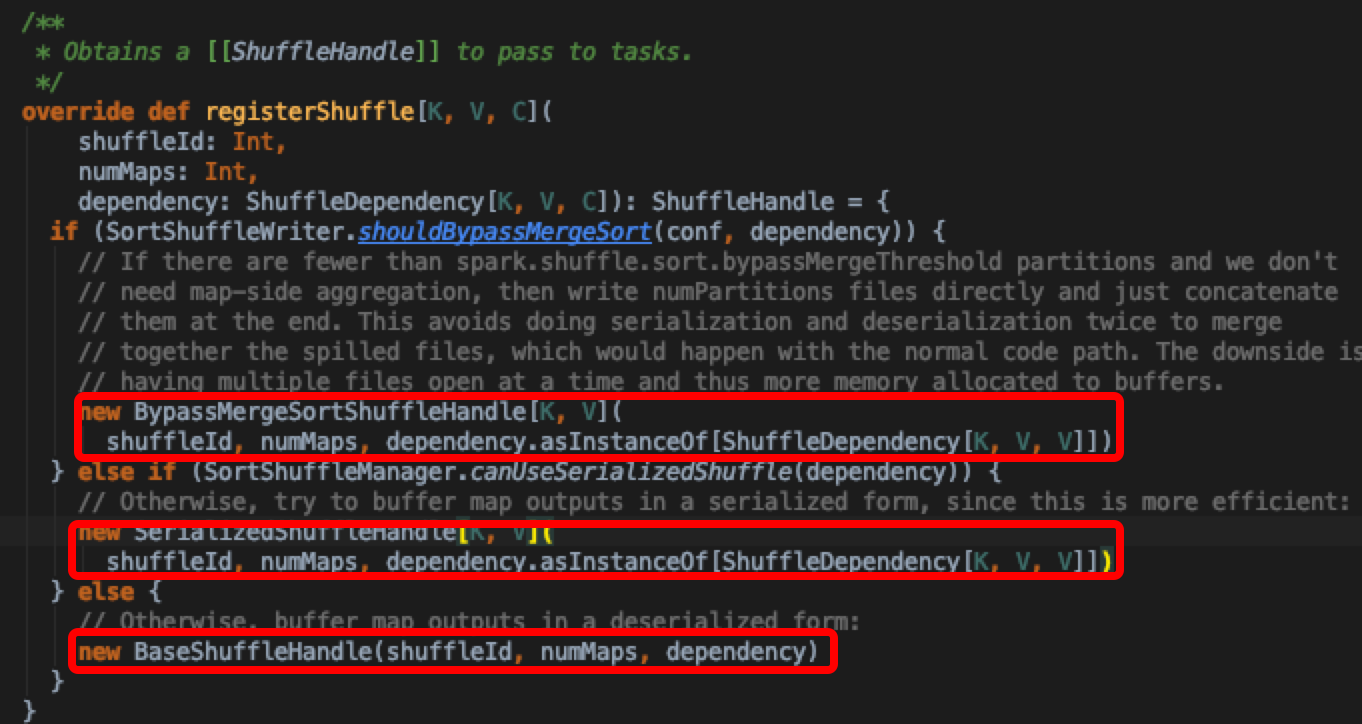 /**
 * Obtains a [[ShuffleHandle]] to pass to tasks.
 */
override def registerShuffle[K, V, C](
    shuffleId: Int,
    numMaps: Int,
    dependency: ShuffleDependency[K, V, C]): ShuffleHandle = {
  if (SortShuffleWriter.shouldBypassMergeSort(conf, dependency)) {
    // If there are fewer than spark.shuffle.sort.bypassMergeThreshold partitions and we don't
    // need map-side aggregation, then write numPartitions files directly and just concatenate
    // them at the end. This avoids doing serialization and deserialization twice to merge
    // together the spilled files, which would happen with the normal code path. The downside is
    // having multiple files open at a time and thus more memory allocated to buffers.
    new BypassMergeSortShuffleHandle[K, V](
      shuffleId, numMaps, dependency.asInstanceOf[ShuffleDependency[K, V, V]])
  } else if (SortShuffleManager.canUseSerializedShuffle(dependency)) {
    // Otherwise, try to buffer map outputs in a serialized form, since this is more efficient:
    new SerializedShuffleHandle[K, V](
      shuffleId, numMaps, dependency.asInstanceOf[ShuffleDependency[K, V, V]])
  } else {
    // Otherwise, buffer map outputs in a deserialized form:
    new BaseShuffleHandle(shuffleId, numMaps, dependency)
  }
}